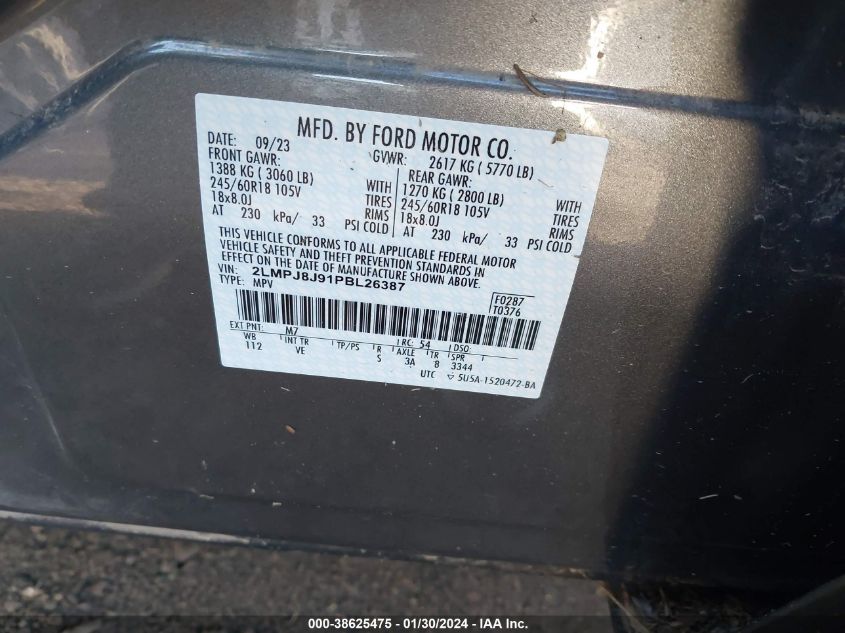 MFD. BY FORD MOTOR CO.
DATE: 09/23 GVWR: 2617 KG ( 5770 LB)
FRONT GAWR: REAR GAWR:
1388 KG ( 3060 LB) WITH 1270 KG ( 2800 LB) WITH
245/60R18 105V TIRES 245/60R18 105V TIRES
18x8.0J RIMS 18x8.0J RIMS
AT 230 kPa/ 33 PSI COLD AT 230 kPa/ 33 PSI COLD
THIS VEHICLE CONFORMS TO ALL APPLICABLE FEDERAL MOTOR
VEHICLE SAFETY AND THEFT PREVENTION STANDARDS IN
EFFECT ON THE DATE OF MANUFACTURE SHOWN ABOVE.
VIN: 2LMPJ8J91PBL26387
TYPE: MPV
F0287
T0376
EXT PNT: M7 RC: 54 DSO:
WB INT TR TP/PS R AXLE TR SPR
112 VE S 3A 8 3344
UTC 5U5A-1520472-BA
000-38625475 - 01/30/2024 - IAA Inc.